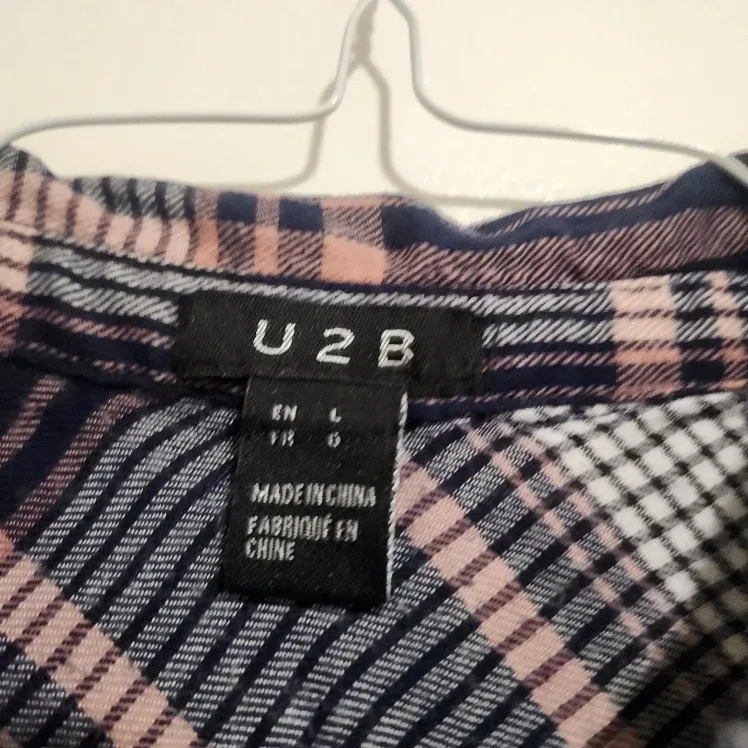 U2B
EN L
FR G
MADE IN CHINA
FABRIQUÉ EN
CHINE